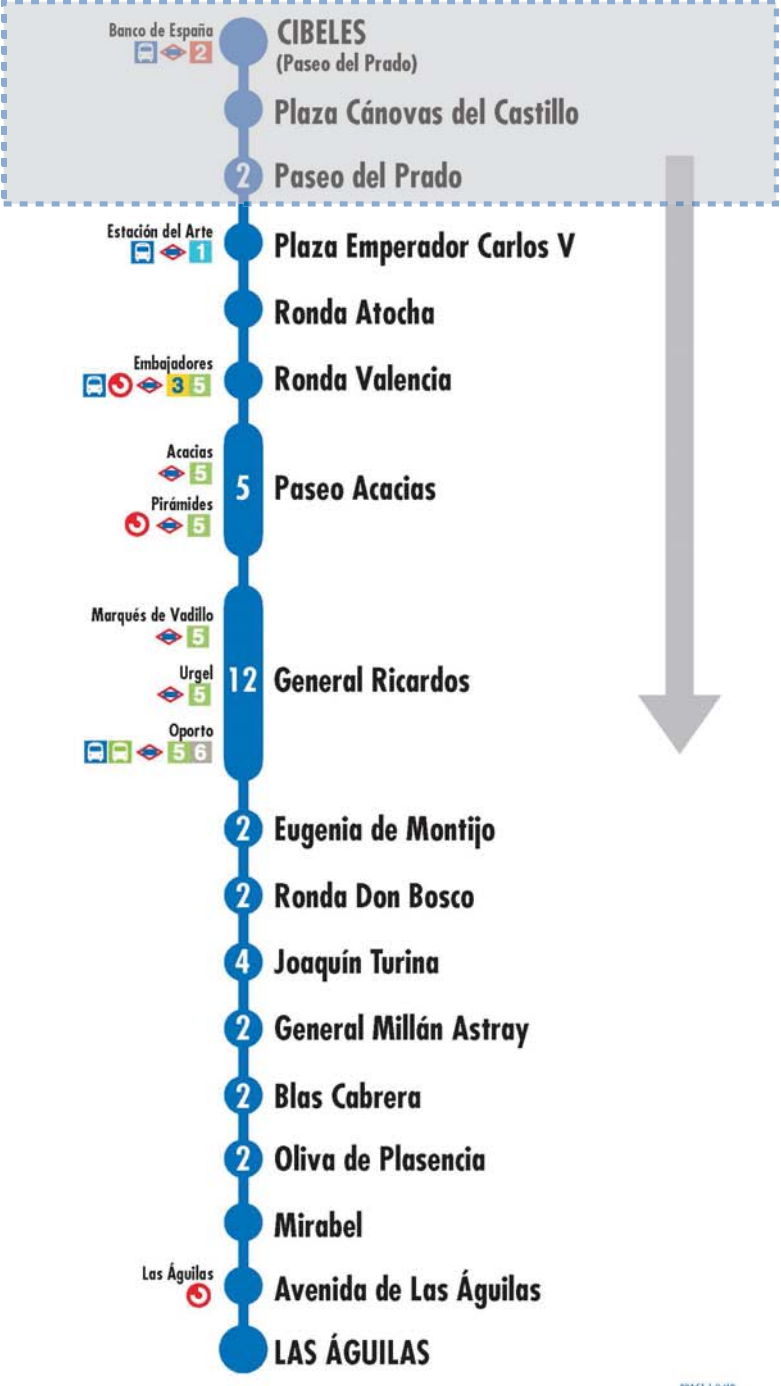 Banco de España
2
CIBELES
(Paseo del Prado)
Plaza Cánovas del Castillo
2 Paseo del Prado
Estación del Arte
1
Plaza Emperador Carlos V
Ronda Atocha
Embajadores
3 5
Ronda Valencia
Acacias
5
Pirámides
5
5 Paseo Acacias
Marqués de Vadillo
5
Urgel
5
Oporto
5 6
12 General Ricardos
2 Eugenia de Montijo
2 Ronda Don Bosco
4 Joaquín Turina
2 General Millán Astray
2 Blas Cabrera
2 Oliva de Plasencia
Mirabel
Las Águilas
Avenida de Las Águilas
LAS ÁGUILAS